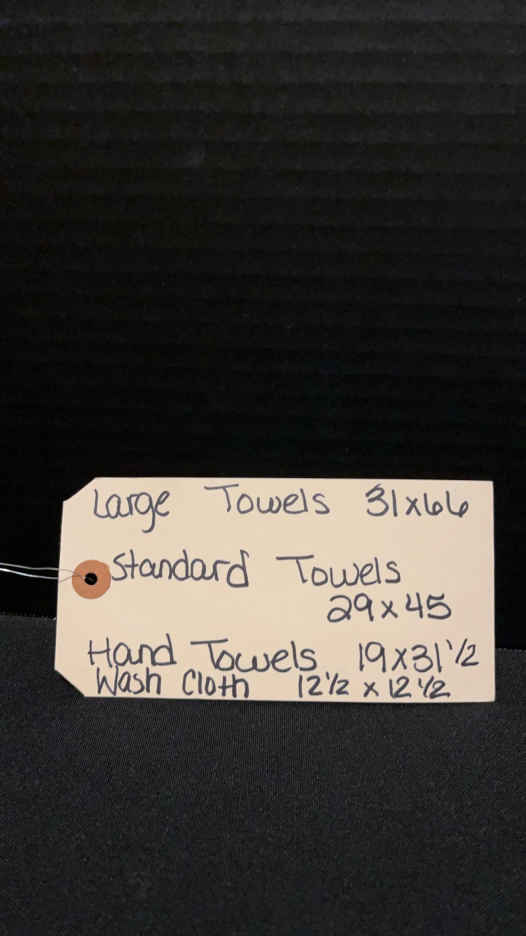 Large Towels 31x66
Standard Towels
29x45
Hand Towels 19x31 1/2
Wash Cloth 12 1/2 x 12 1/2